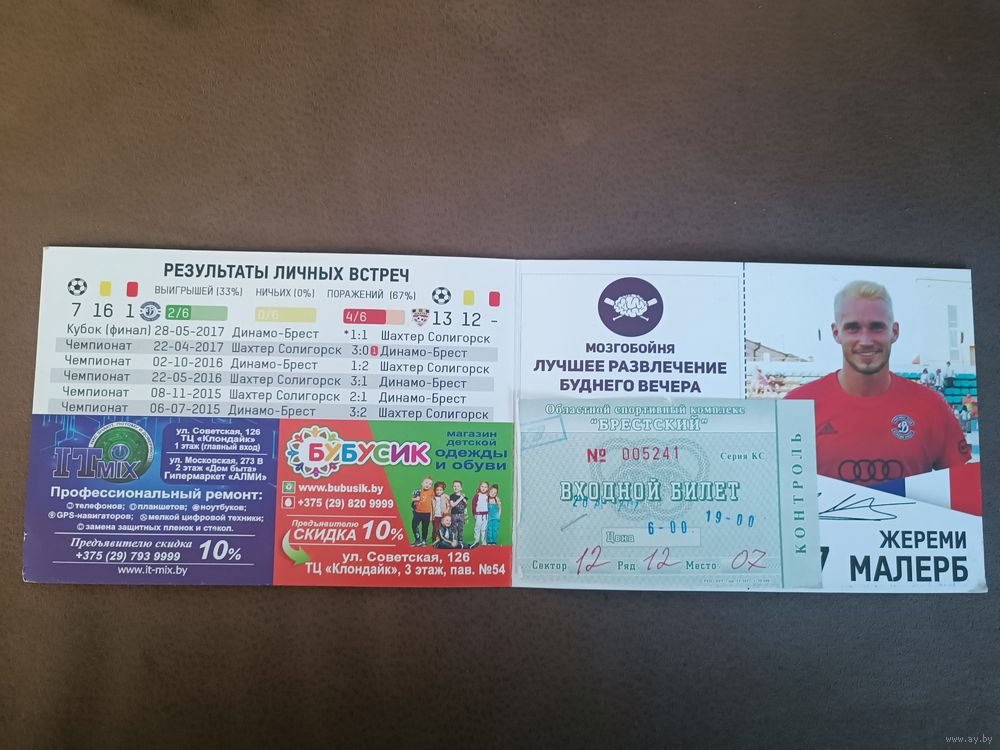 РЕЗУЛЬТАТЫ ЛИЧНЫХ ВСТРЕЧ
ВЫИГРЫШЕЙ (33%) НИЧЬИХ (0%) ПОРАЖЕНИЙ (67%)
7 16 1 2/6 0/6 4/6 13 12 -
Кубок (финал) 28-05-2017 Динамо-Брест *1:1 Шахтер Солигорск
Чемпионат 22-04-2017 Шахтер Солигорск 3:0 1 Динамо-Брест
Чемпионат 02-10-2016 Динамо-Брест 1:2 Шахтер Солигорск
Чемпионат 22-05-2016 Шахтер Солигорск 3:1 Динамо-Брест
Чемпионат 08-11-2015 Шахтер Солигорск 2:1 Динамо-Брест
Чемпионат 06-07-2015 Динамо-Брест 3:2 Шахтер Солигорск
ITMIX
ул. Советская, 126
ТЦ «Клондайк»
1 этаж (главный вход)
ул. Московская, 273 В
2 этаж "Дом быта"
Гипермаркет «АЛМИ»
Профессиональный ремонт:
телефонов; планшетов; ноутбуков;
GPS-навигаторов; мелкой цифровой техники;
замена защитных пленок и стекол.
Предъявителю скидка 10%
+375 (29) 793 9999
www.it-mix.by
БУБУСИК
магазин
детской
одежды
и обуви
www.bubusik.by
+375 (29) 820 9999
Предъявителю
СКИДКА 10%
ул. Советская, 126
ТЦ «Клондайк», 3 этаж, пав. №54
МОЗГОБОЙНЯ
ЛУЧШЕЕ РАЗВЛЕЧЕНИЕ
БУДНЕГО ВЕЧЕРА
Областной спортивный комплекс
"БРЕСТСКИЙ"
№ 005241 Серия КС
ВХОДНОЙ БИЛЕТ
Цена 6-00 19-00
Сектор 12 Ряд 12 Место 07
КОНТРОЛЬ
7 ЖЕРЕМИ
МАЛЕРБ
www.ay.by